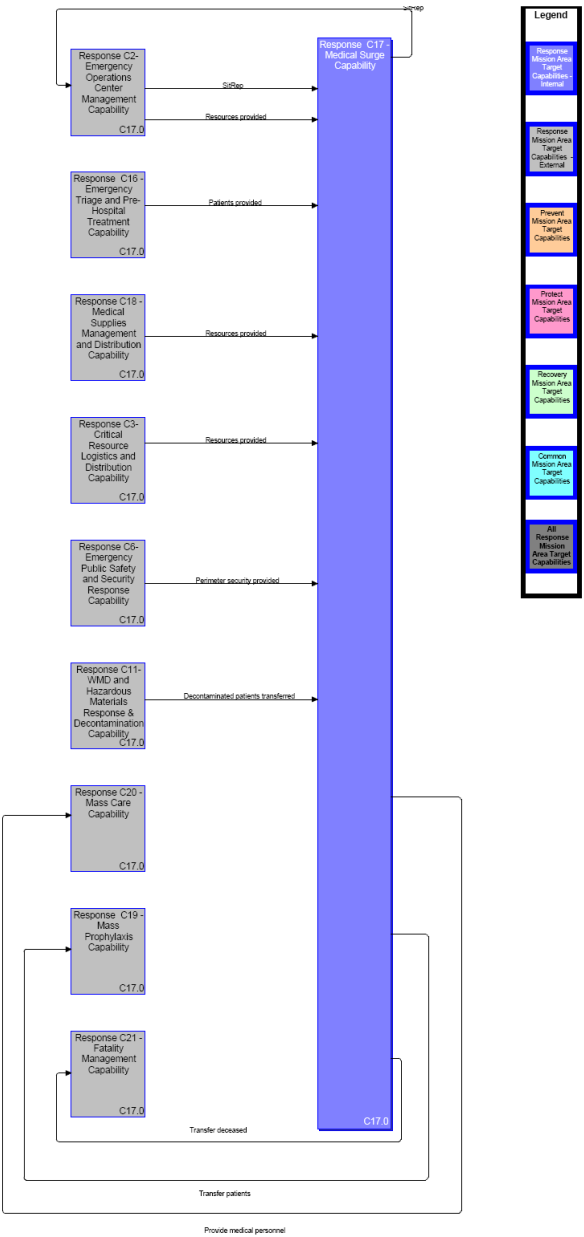 Response C2-
Emergency
Operations
Center
Management
Capability
C17.0
SitRep
Resources provided
Response C17 -
Medical Surge
Capability
C17.0
Response C16 -
Emergency
Triage and Pre-
Hospital
Treatment
Capability
C17.0
Patients provided
Response C18 -
Medical
Supplies
Management
and Distribution
Capability
C17.0
Resources provided
Response C3-
Critical
Resource
Logistics and
Distribution
Capability
C17.0
Resources provided
Response C6-
Emergency
Public Safety
and Security
Response
Capability
C17.0
Perimeter security provided
Response C11-
WMD and
Hazardous
Materials
Response &
Decontamination
Capability
C17.0
Decontaminated patients transferred
Response C20 -
Mass Care
Capability
C17.0
Response C19 -
Mass
Prophylaxis
Capability
C17.0
Response C21 -
Fatality
Management
Capability
C17.0
Transfer deceased
Transfer patients
Provide medical personnel
Legend
Response
Mission Area
Target
Capabilities -
Internal
Response
Mission Area
Target
Capabilities -
External
Prevent
Mission Area
Target
Capabilities
Protect
Mission Area
Target
Capabilities
Recovery
Mission Area
Target
Capabilities
Common
Mission Area
Target
Capabilities
All
Response
Mission
Area Target
Capabilities